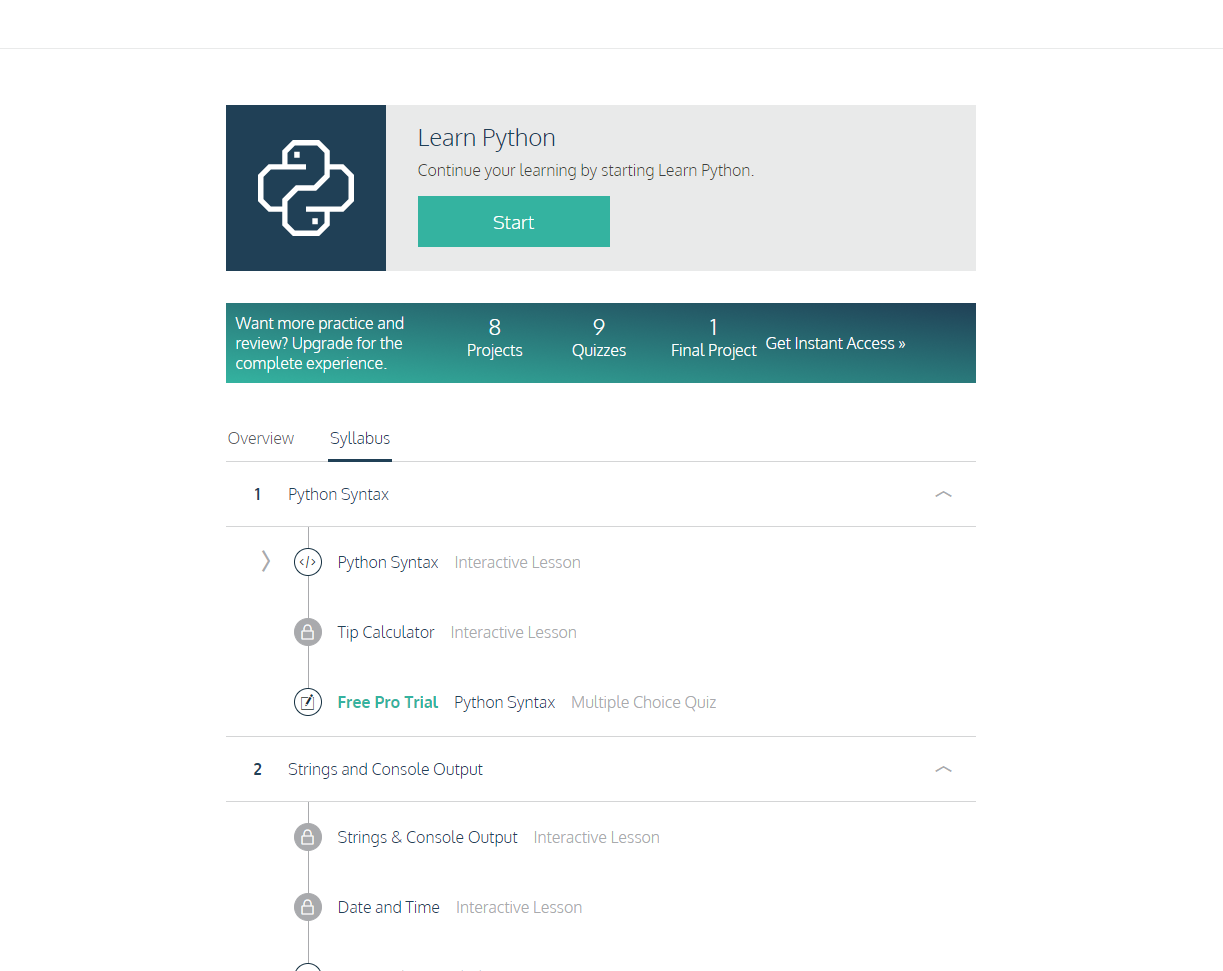 Learn Python
Continue your learning by starting Learn Python.
Start
Want more practice and
review? Upgrade for the
complete experience.
8
Projects
9
Quizzes
1
Final Project
Get Instant Access »
Overview Syllabus
1 Python Syntax
</> Python Syntax Interactive Lesson
Tip Calculator Interactive Lesson
Free Pro Trial Python Syntax Multiple Choice Quiz
2 Strings and Console Output
Strings & Console Output Interactive Lesson
Date and Time Interactive Lesson